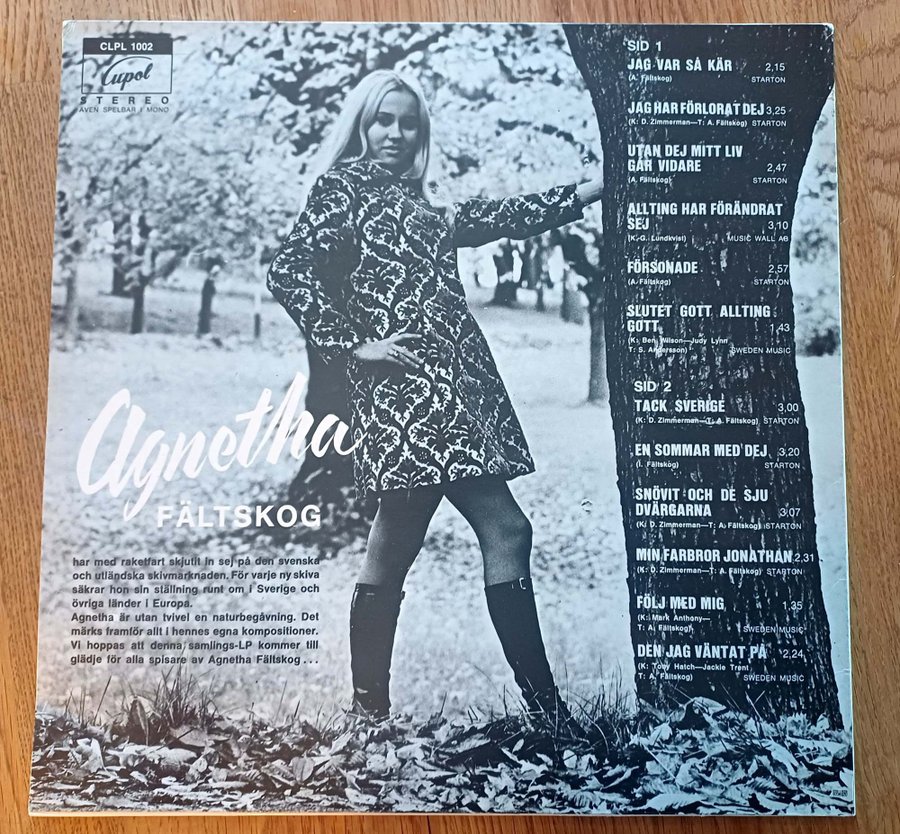 CLPL 1002
Cupol
STEREO
ÄVEN SPELBAR I MONO
Agnetha
FÄLTSKOG
har med raketfart skjutit in sej på den svenska
och utländska skivmarknaden. För varje ny skiva
säkrar hon sin ställning runt om i Sverige och
övriga länder i Europa.
Agnetha är utan tvivel en naturbegåvning. Det
märks framför allt i hennes egna kompositioner.
Vi hoppas att denna samlings-LP kommer till
glädje för alla spisare av Agnetha Fältskog...
SID 1
JAG VAR SÅ KÄR 2,15
(A. Fältskog) STARTON
JAG HAR FÖRLORAT DEJ 3,25
(K: D. Zimmerman—T: A. Fältskog) STARTON
UTAN DEJ MITT LIV
GÅR VIDARE 2,47
(A. Fältskog) STARTON
ALLTING HAR FÖRÄNDRAT
SEJ 3,10
(K.-G. Lundkvist) MUSIC WALL AB
FÖRSONADE 2,57
(A. Fältskog) STARTON
SLUTET GOTT ALLTING
GOTT 1,43
(K: Ben Wilson—Judy Lynn
T: S. Andersson) SWEDEN MUSIC
SID 2
TACK SVERIGE 3,00
(K: D. Zimmerman—T: A. Fältskog) STARTON
EN SOMMAR MED DEJ 3,20
(I. Fältskog) STARTON
SNÖVIT OCH DE SJU
DVÄRGARNA 3,07
(K: D. Zimmerman—T: A. Fältskog) STARTON
MIN FARBROR JONATHAN 2,31
(K: D. Zimmerman—T: A. Fältskog) STARTON
FÖLJ MED MIG 1,35
(K: Mark Anthony—
T: A. Fältskog) SWEDEN MUSIC
DEN JAG VÄNTAT PÅ 2,24
(K: Tony Hatch—Jackie Trent
T: A. Fältskog) SWEDEN MUSIC